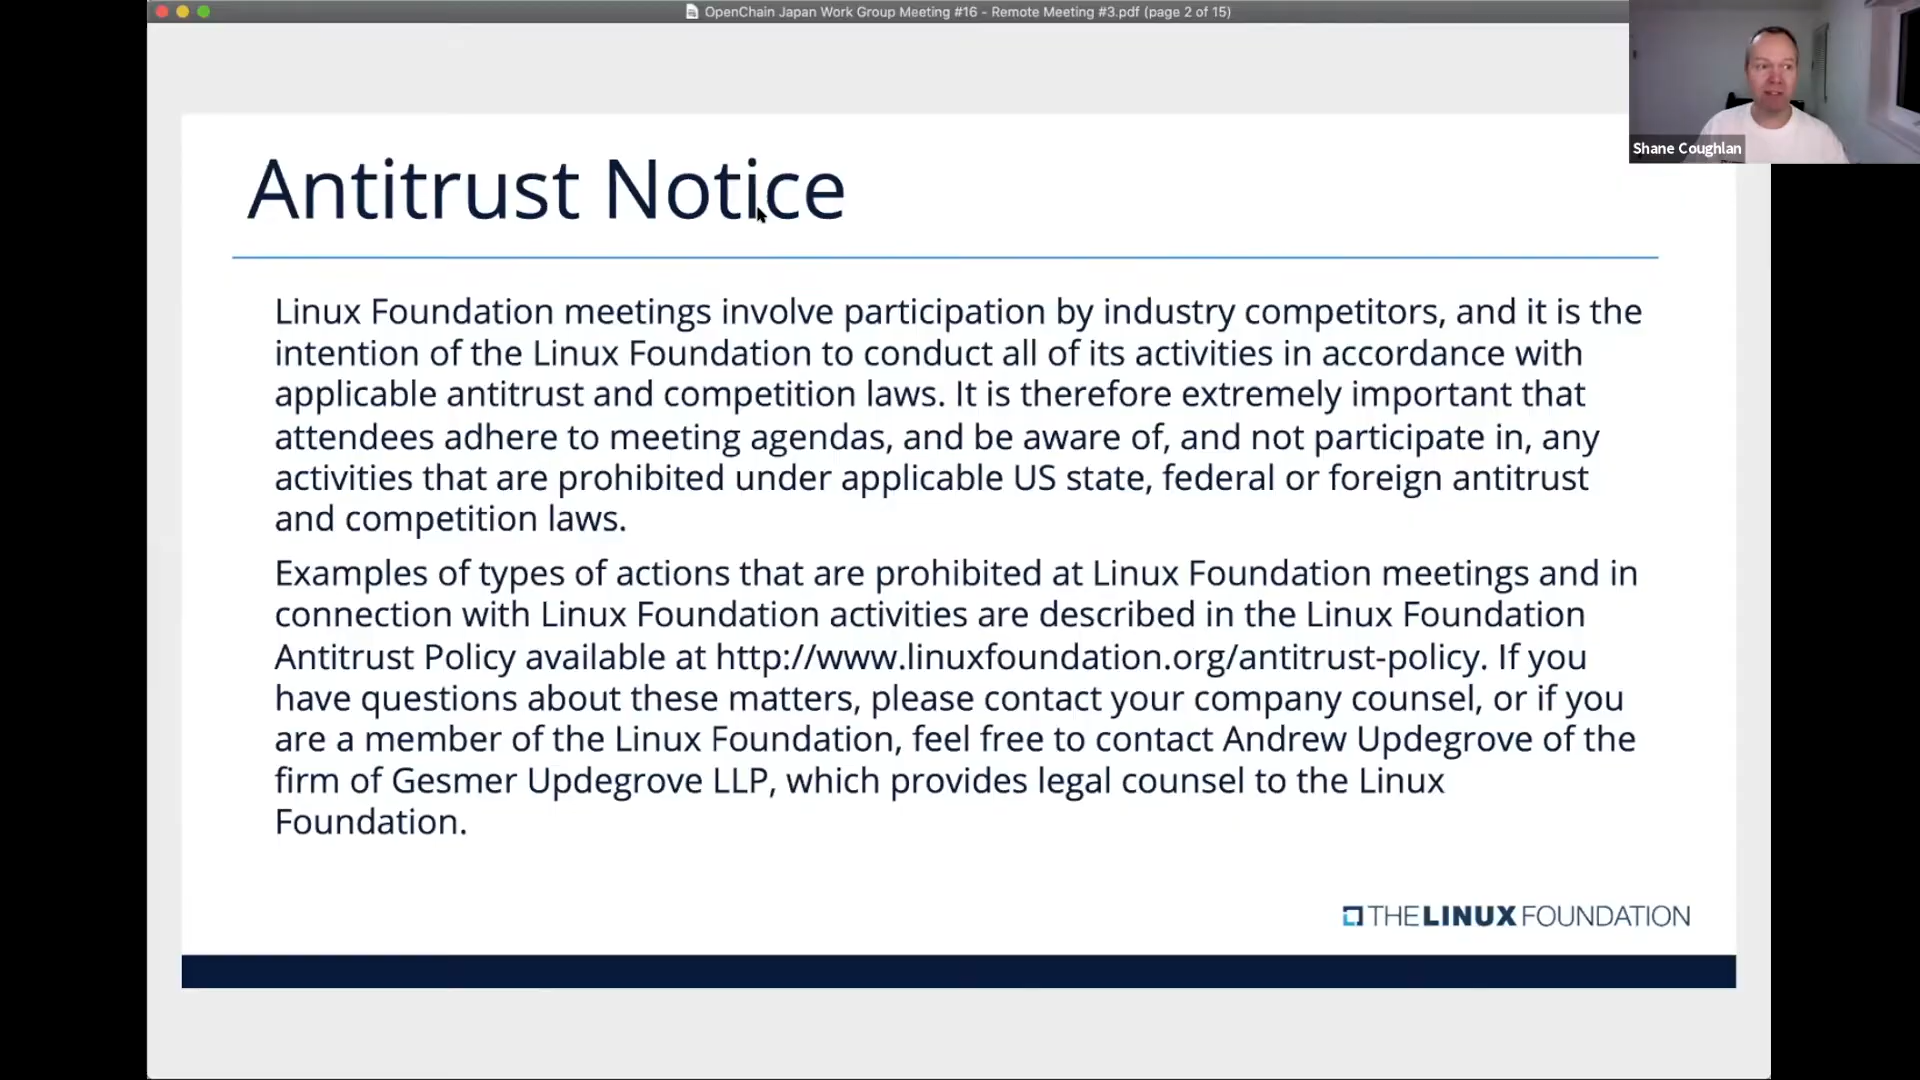 OpenChain Japan Work Group Meeting #16 - Remote Meeting #3.pdf (page 2 of 15)
Shane Coughlan
Antitrust Notice
Linux Foundation meetings involve participation by industry competitors, and it is the
intention of the Linux Foundation to conduct all of its activities in accordance with
applicable antitrust and competition laws. It is therefore extremely important that
attendees adhere to meeting agendas, and be aware of, and not participate in, any
activities that are prohibited under applicable US state, federal or foreign antitrust
and competition laws.
Examples of types of actions that are prohibited at Linux Foundation meetings and in
connection with Linux Foundation activities are described in the Linux Foundation
Antitrust Policy available at http://www.linuxfoundation.org/antitrust-policy. If you
have questions about these matters, please contact your company counsel, or if you
are a member of the Linux Foundation, feel free to contact Andrew Updegrove of the
firm of Gesmer Updegrove LLP, which provides legal counsel to the Linux
Foundation.
THE LINUX FOUNDATION